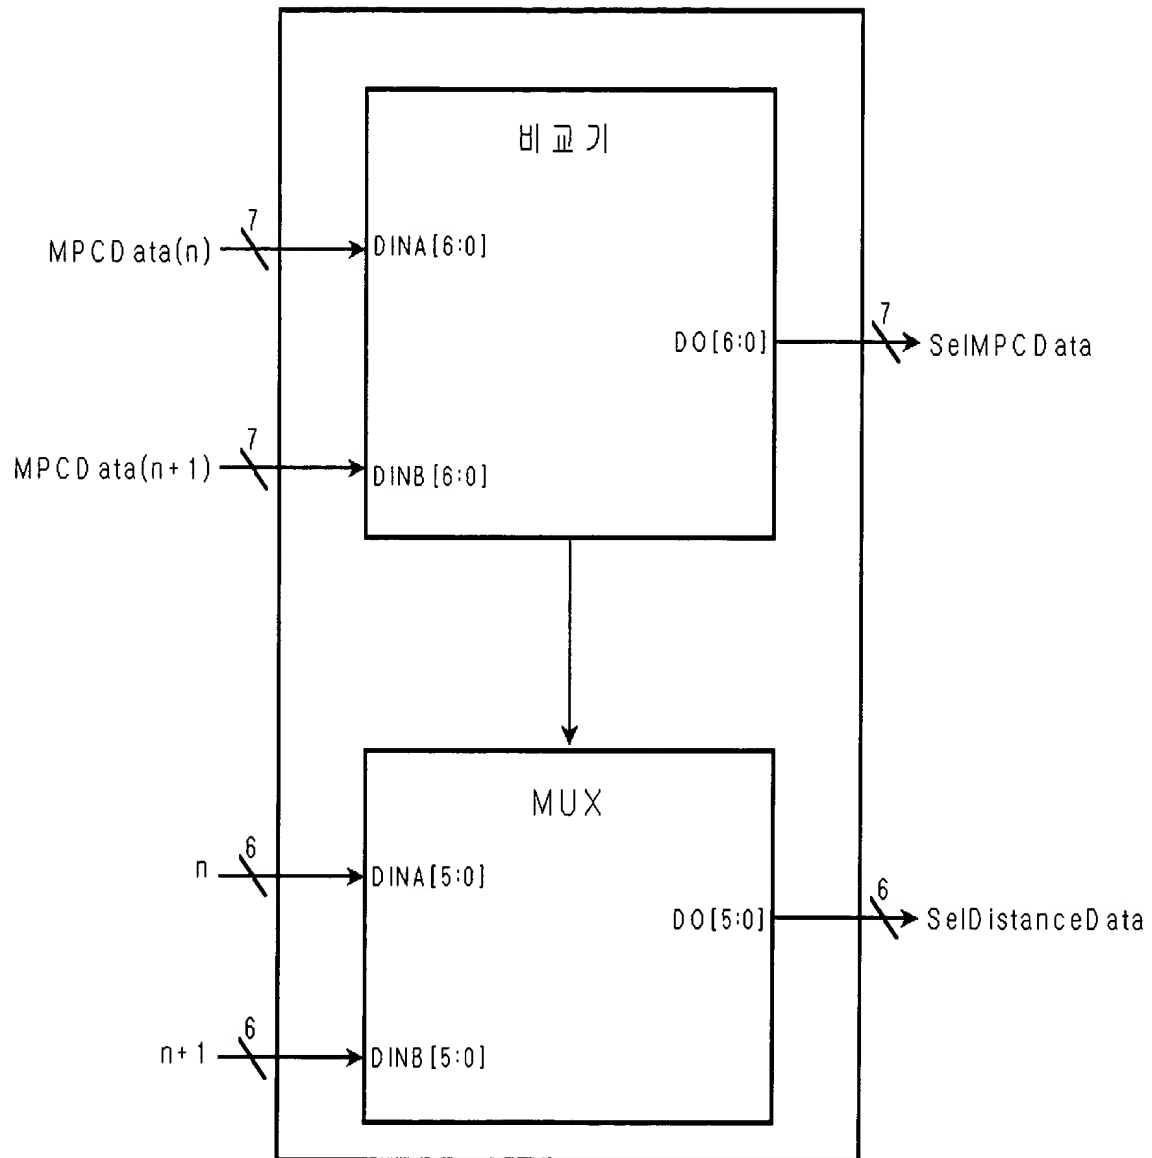 비교기
7
MPCData(n)
DINA[6:0]
7
DO[6:0]
SelMPCData
7
MPCData(n+1)
DINB[6:0]
MUX
6
n
DINA[5:0]
6
DO[5:0]
SelDistanceData
6
n+1
DINB[5:0]